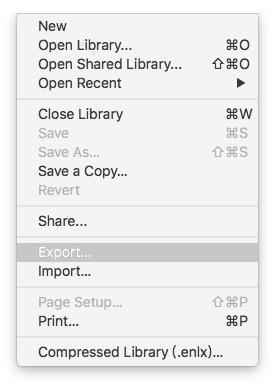 New
Open Library... ⌘O
Open Shared Library... ⇧⌘O
Open Recent ▶
Close Library ⌘W
Save ⌘S
Save As... ⇧⌘S
Save a Copy...
Revert
Share...
Export...
Import...
Page Setup... ⇧⌘P
Print... ⌘P
Compressed Library (.enlx)...